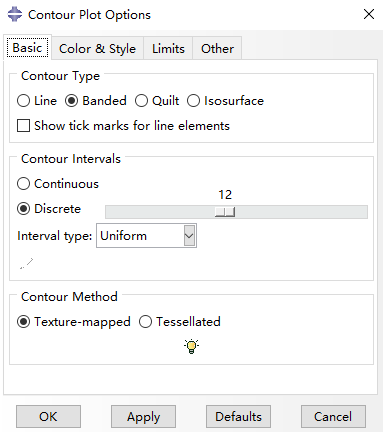 Contour Plot Options
Basic Color & Style Limits Other
Contour Type
Line Banded Quilt Isosurface
Show tick marks for line elements
Contour Intervals
Continuous
12
Discrete
Interval type: Uniform
Contour Method
Texture-mapped Tessellated
OK Apply Defaults Cancel